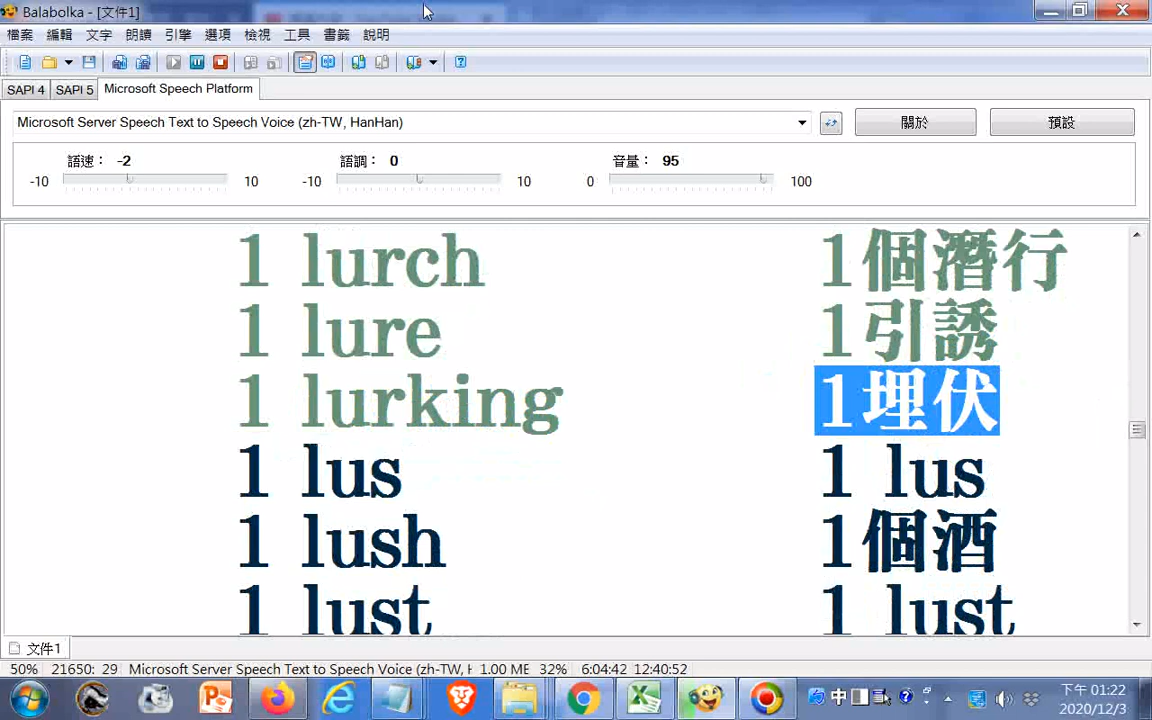 Balabolka - [文件1]
檔案 編輯 文字 朗讀 引擎 選項 檢視 工具 書籤 說明
SAPI 4 SAPI 5 Microsoft Speech Platform
Microsoft Server Speech Text to Speech Voice (zh-TW, HanHan) 關於 預設
語速： -2 語調： 0 音量： 95
-10 10 -10 10 0 100
1 lurch 1個潛行
1 lure 1引誘
1 lurking 1埋伏
1 lus 1 lus
1 lush 1個酒
1 lust 1 lust
文件1
50% 21650: 29 Microsoft Server Speech Text to Speech Voice (zh-TW, 1.00 ME 32% 6:04:42 12:40:52
中 下午 01:22
2020/12/3